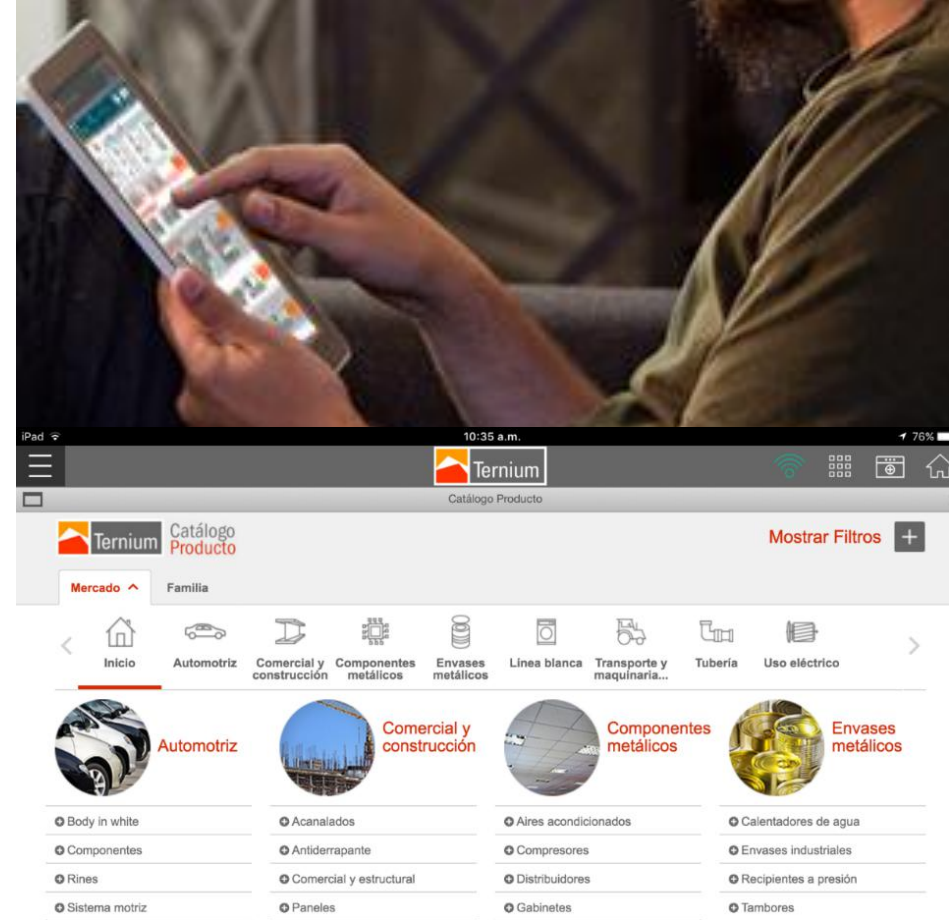 iPad 10:35 a.m. 76%
Ternium
Catálogo Producto
Ternium Catálogo
Producto
Mostrar Filtros +
Mercado Familia
Inicio Automotriz Comercial y construcción Componentes metálicos Envases metálicos Línea blanca Transporte y maquinaria... Tubería Uso eléctrico
Automotriz
Comercial y
construcción
Componentes
metálicos
Envases
metálicos
Body in white Acanalados Aires acondicionados Calentadores de agua
Componentes Antiderrapante Compresores Envases industriales
Rines Comercial y estructural Distribuidores Recipientes a presión
Sistema motriz Paneles Gabinetes Tambores